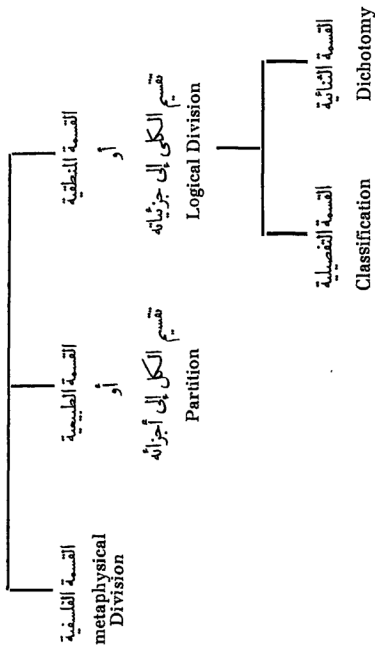 القسمة المنطقية
أو
تقسيم الكلى إلى جزئياته
Logical Division
القسمة الطبيعية
أو
تقسيم الكل إلى أجزائه
Partition
القسمة الفلسفية
metaphysical
Division
القسمة الثنائية
Dichotomy
القسمة التفصيلية
Classification